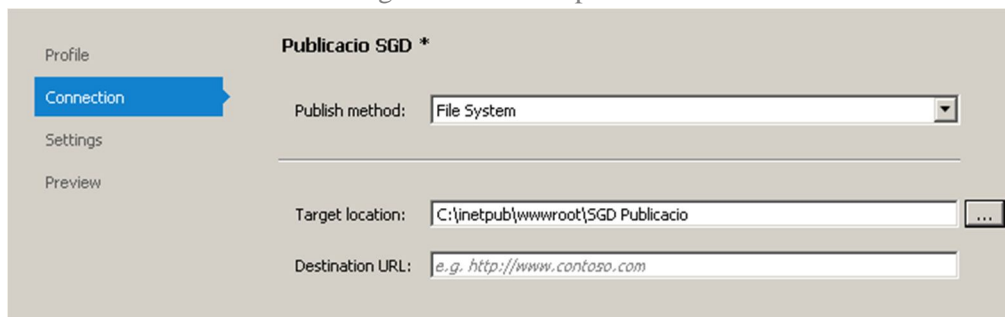 Profile
Connection
Settings
Preview
Publicacio SGD *
Publish method: File System
Target location: C:\inetpub\wwwroot\SGD Publicacio ...
Destination URL: e.g. http://www.contoso.com